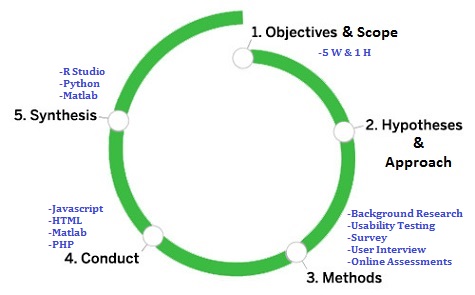 1. Objectives & Scope
-5 W & 1 H
2. Hypotheses
&
Approach
-Background Research
-Usability Testing
-Survey
-User Interview
-Online Assessments
3. Methods
-Javascript
-HTML
-Matlab
-PHP
4. Conduct
-R Studio
-Python
-Matlab
5. Synthesis